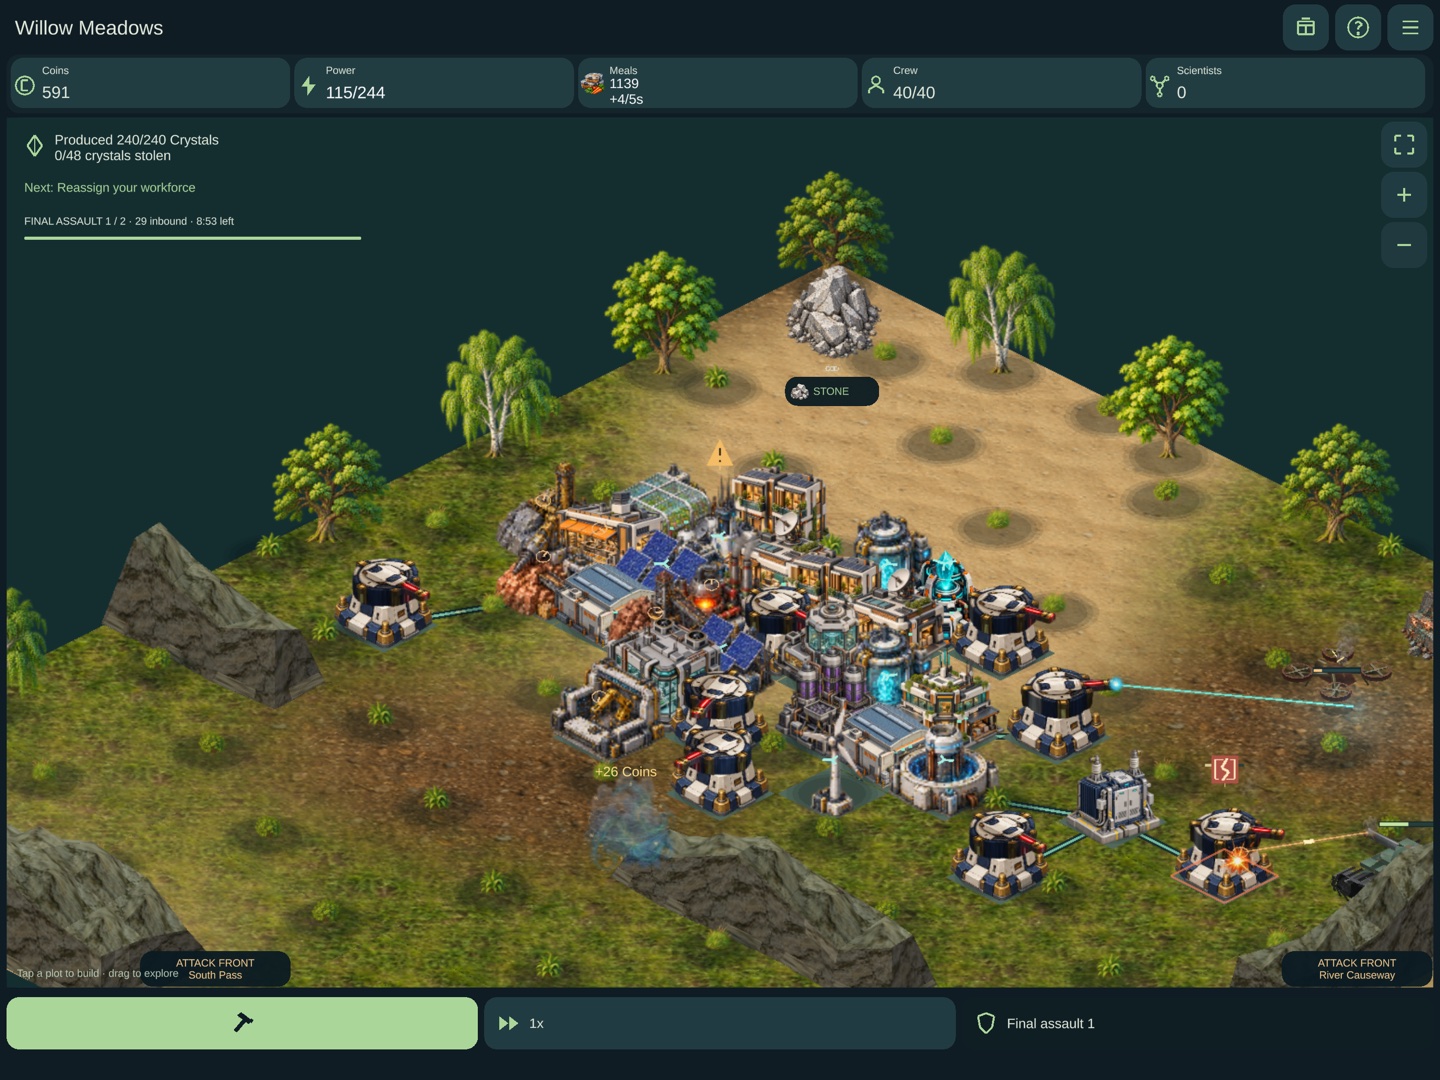 Willow Meadows
Coins
591
Power
115/244
Meals
1139
+4/5s
Crew
40/40
Scientists
0
Produced 240/240 Crystals
0/48 crystals stolen
Next: Reassign your workforce
FINAL ASSAULT 1 / 2 · 29 inbound · 8:53 left
STONE
+26 Coins
ATTACK FRONT
South Pass
Tap a plot to build · drag to explore
ATTACK FRONT
River Causeway
1x
Final assault 1